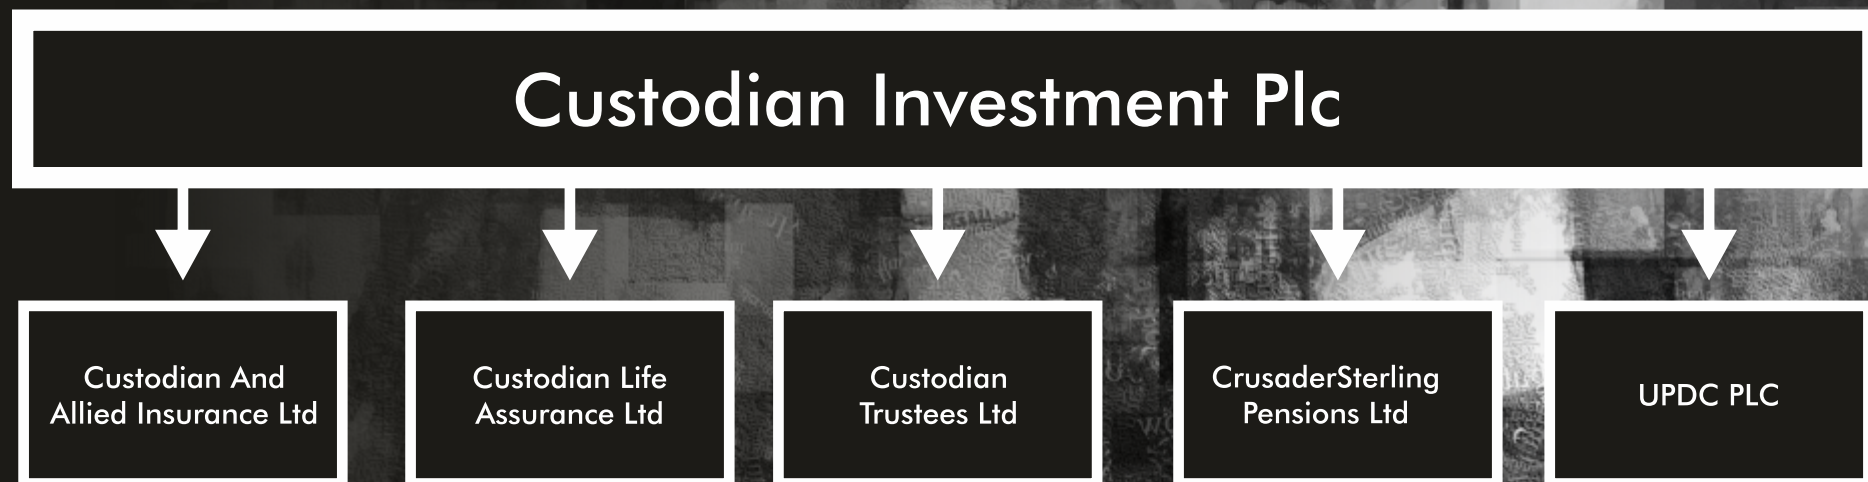 Custodian Investment Plc
Custodian And
Allied Insurance Ltd
Custodian Life
Assurance Ltd
Custodian
Trustees Ltd
CrusaderSterling
Pensions Ltd
UPDC PLC